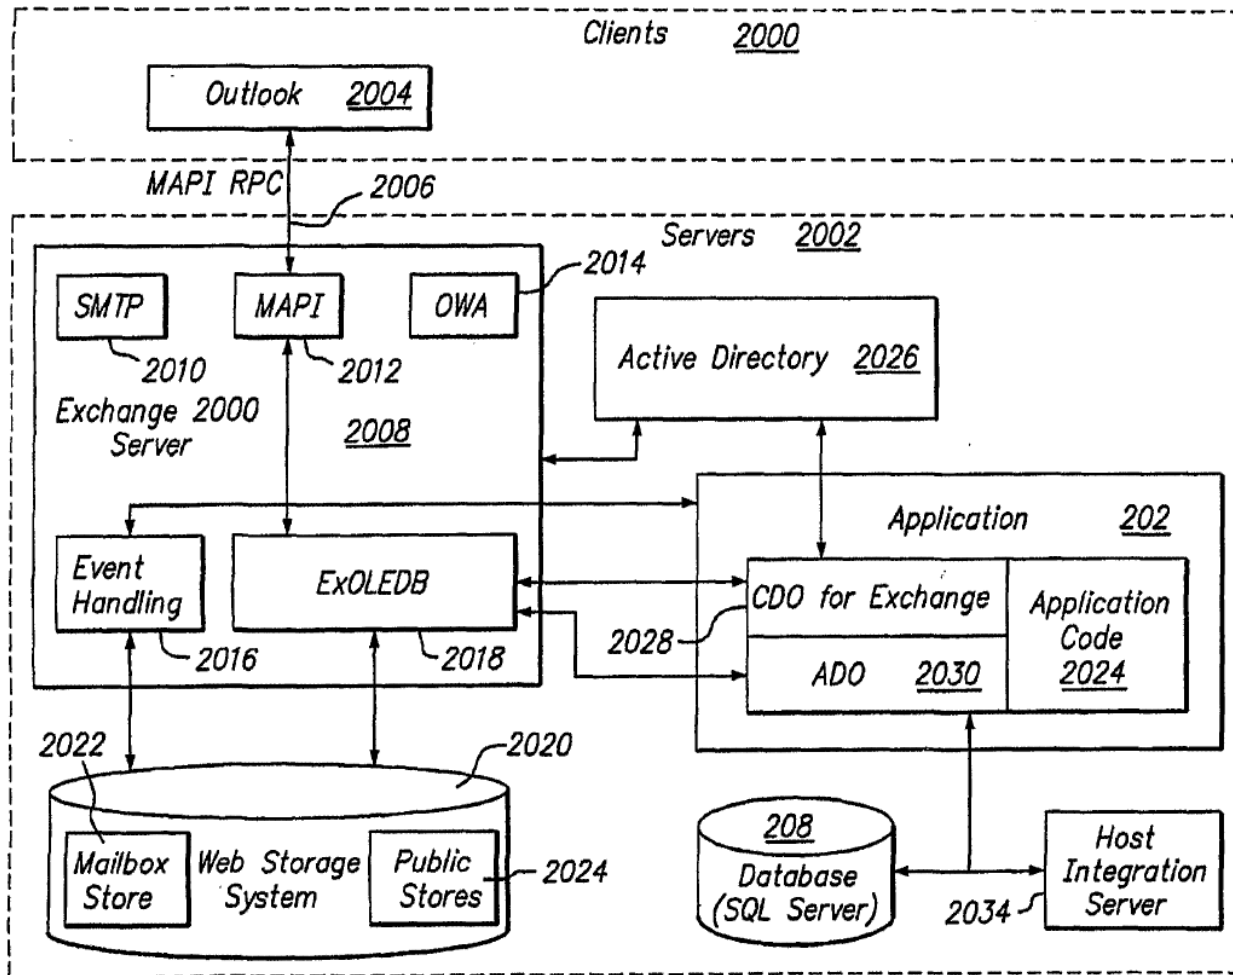 Clients 2000
Outlook 2004
MAPI RPC
2006
Servers 2002
SMTP
MAPI
OWA
2014
2010
2012
Exchange 2000
Server
2008
Active Directory 2026
Application 202
Event
Handling
ExOLEDB
2016
2018
CDO for Exchange
2028
ADO 2030
Application
Code
2024
2022
2020
Mailbox
Store
Web Storage
System
Public
Stores
2024
208
Database
(SQL Server)
Host
Integration
Server
2034